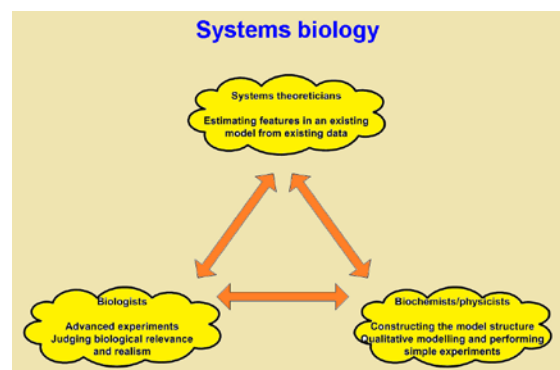 Systems biology
Systems theoreticians
Estimating features in an existing
model from existing data
Biologists
Advanced experiments
Judging biological relevance
and realism
Biochemists/physicists
Constructing the model structure
Qualitative modelling and performing
simple experiments